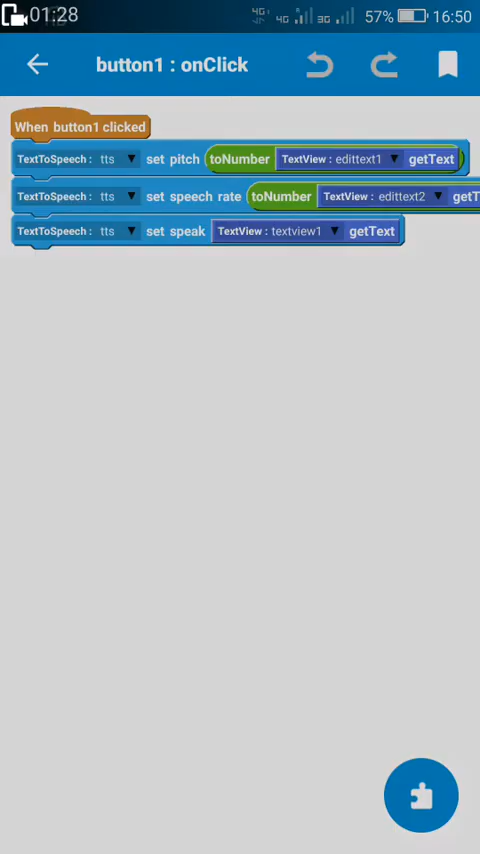 01:28 4G 4G 3G 57% 16:50
button1 : onClick
When button1 clicked
TextToSpeech : tts set pitch toNumber TextView : edittext1 getText
TextToSpeech : tts set speech rate toNumber TextView : edittext2 getT
TextToSpeech : tts set speak TextView : textview1 getText